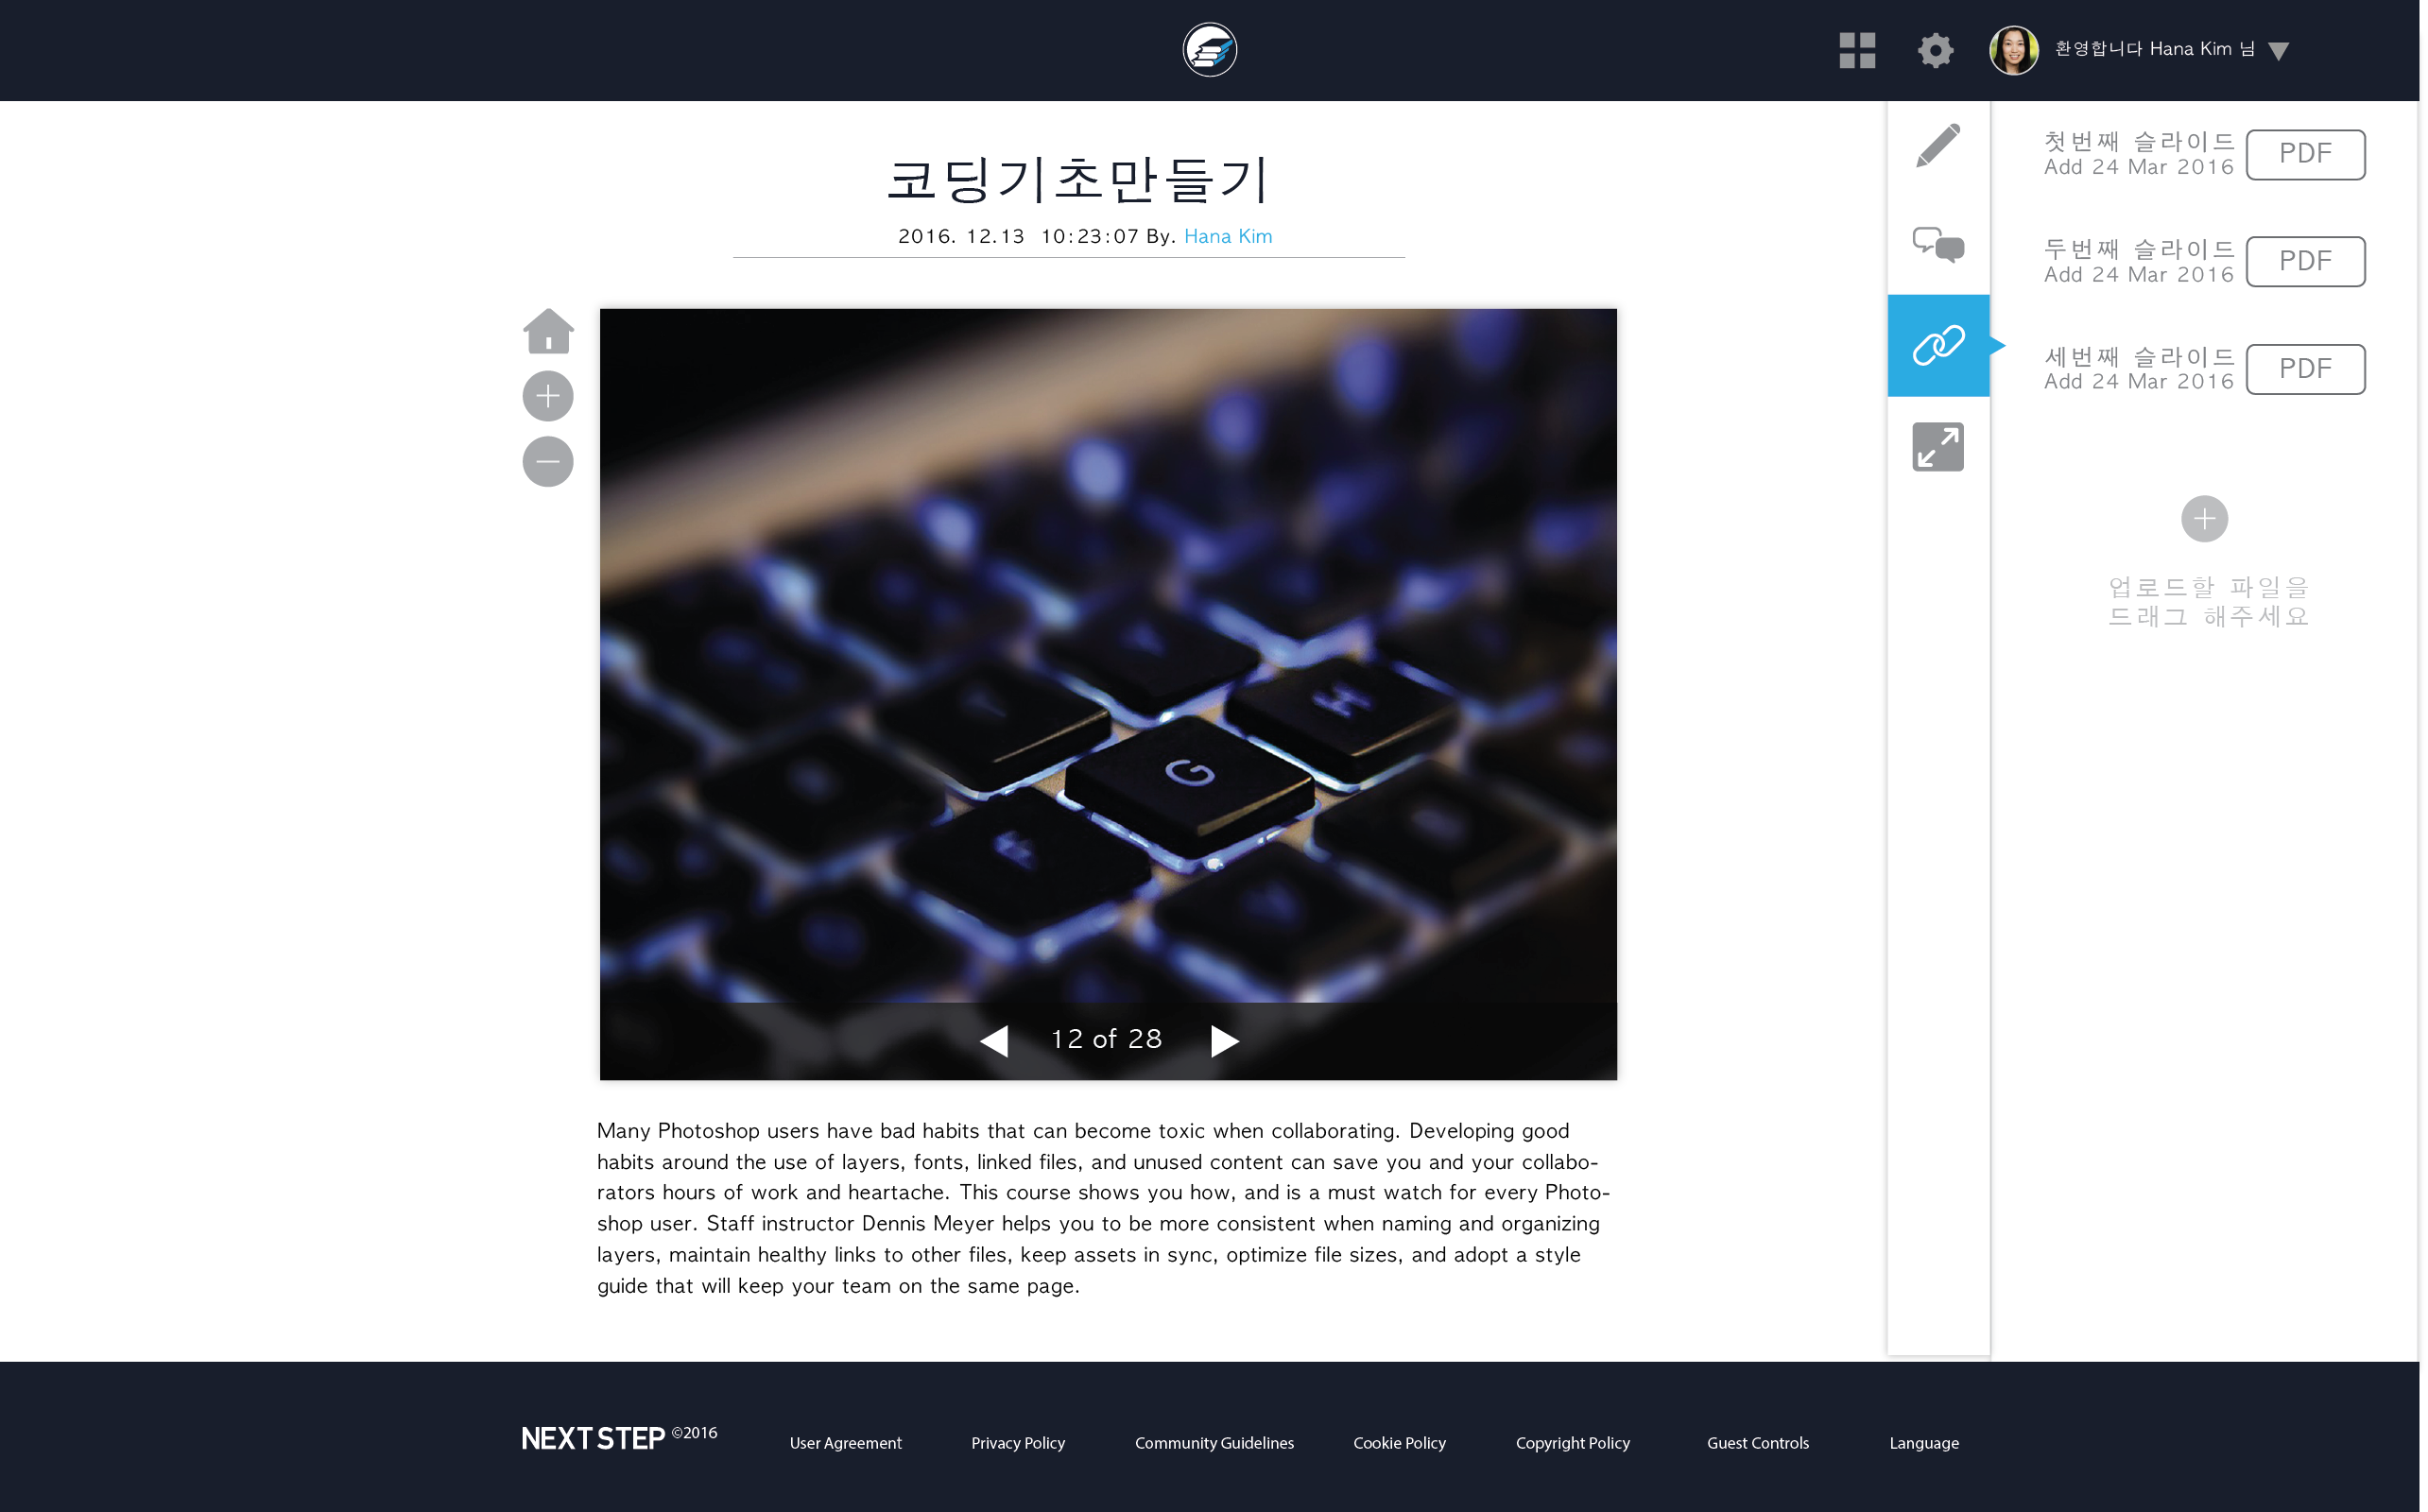 환영합니다 Hana Kim 님
코딩기초만들기
2016. 12.13 10:23:07 By. Hana Kim
첫번째 슬라이드
Add 24 Mar 2016
PDF
두번째 슬라이드
Add 24 Mar 2016
PDF
세번째 슬라이드
Add 24 Mar 2016
PDF
업로드할 파일을
드래그 해주세요
H
G
12 of 28
Many Photoshop users have bad habits that can become toxic when collaborating. Developing good
habits around the use of layers, fonts, linked files, and unused content can save you and your collabo-
rators hours of work and heartache. This course shows you how, and is a must watch for every Photo-
shop user. Staff instructor Dennis Meyer helps you to be more consistent when naming and organizing
layers, maintain healthy links to other files, keep assets in sync, optimize file sizes, and adopt a style
guide that will keep your team on the same page.
NEXT STEP ©2016
User Agreement
Privacy Policy
Community Guidelines
Cookie Policy
Copyright Policy
Guest Controls
Language